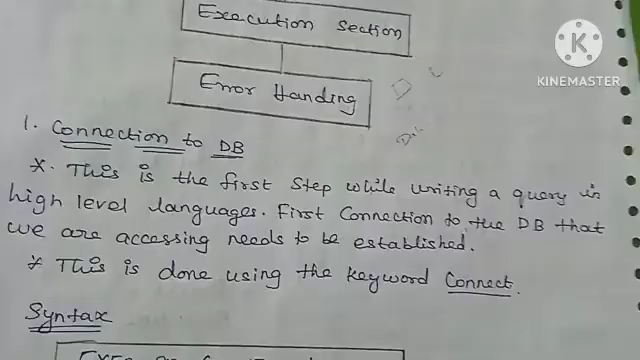 Execution section
Error Handing
K
KINEMASTER
1. Connection to DB
*. This is the first step while writing a query in
high level languages. First Connection to the DB that
we are accessing needs to be established.
* This is done using the keyword Connect.
Syntax